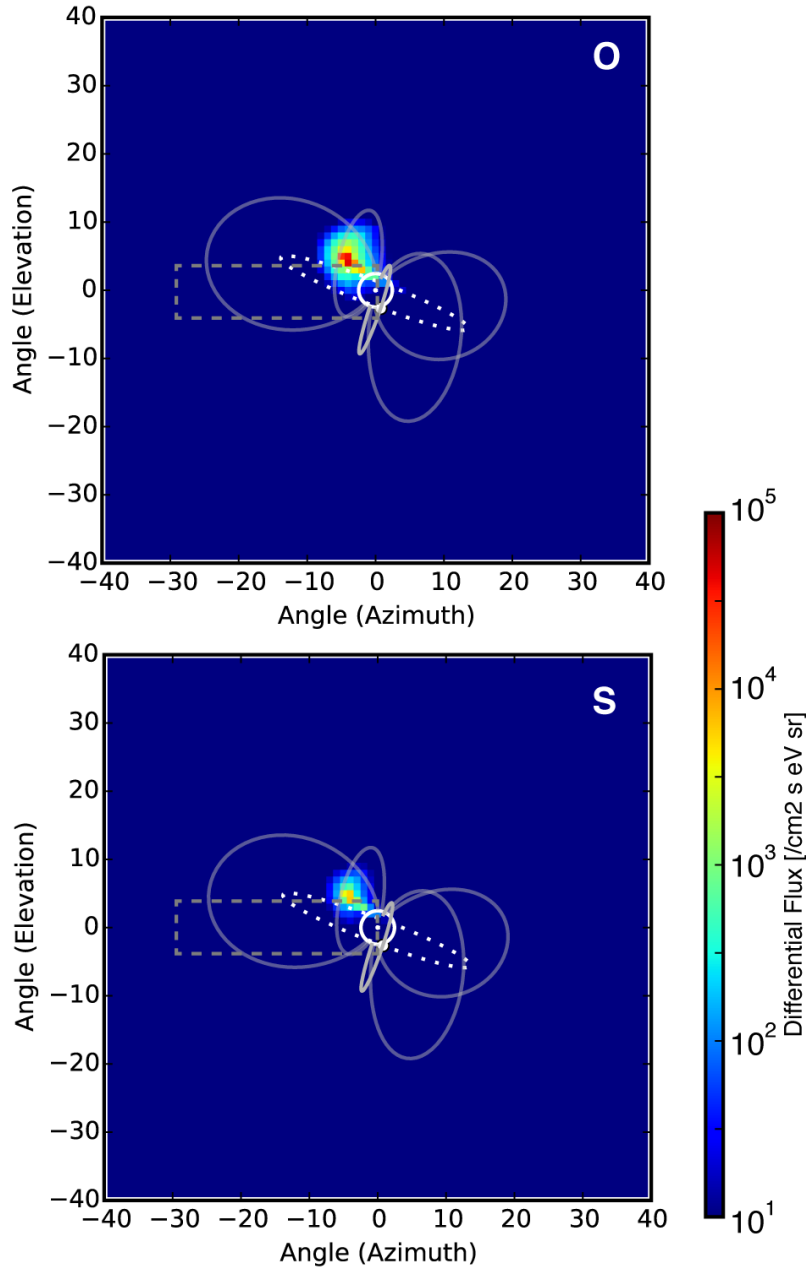 O
40
30
20
10
0
−10
−20
−30
−40
Angle (Elevation)
−40 −30 −20 −10 0 10 20 30 40
Angle (Azimuth)
S
40
30
20
10
0
−10
−20
−30
−40
Angle (Elevation)
−40 −30 −20 −10 0 10 20 30 40
Angle (Azimuth)
10^5
10^4
10^3
10^2
10^1
Differential Flux [/cm2 s eV sr]